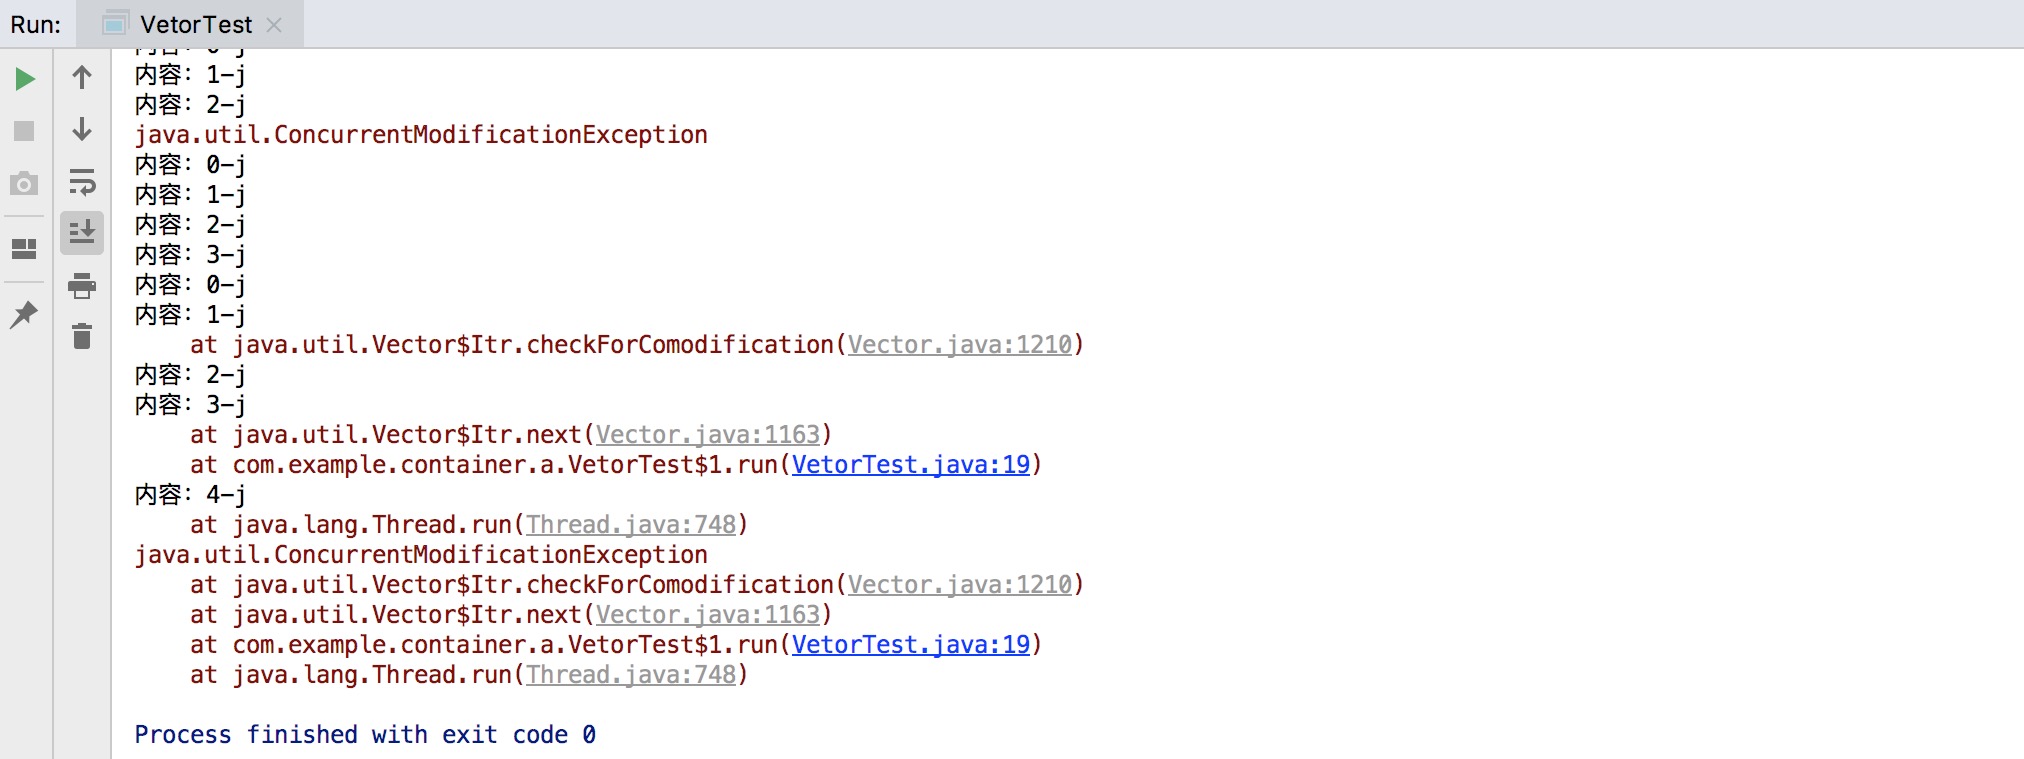 Run: VetorTest
内容：1-j
内容：2-j
java.util.ConcurrentModificationException
内容：0-j
内容：1-j
内容：2-j
内容：3-j
内容：0-j
内容：1-j
at java.util.Vector$Itr.checkForComodification(Vector.java:1210)
内容：2-j
内容：3-j
at java.util.Vector$Itr.next(Vector.java:1163)
at com.example.container.a.VetorTest$1.run(VetorTest.java:19)
内容：4-j
at java.lang.Thread.run(Thread.java:748)
java.util.ConcurrentModificationException
at java.util.Vector$Itr.checkForComodification(Vector.java:1210)
at java.util.Vector$Itr.next(Vector.java:1163)
at com.example.container.a.VetorTest$1.run(VetorTest.java:19)
at java.lang.Thread.run(Thread.java:748)
Process finished with exit code 0